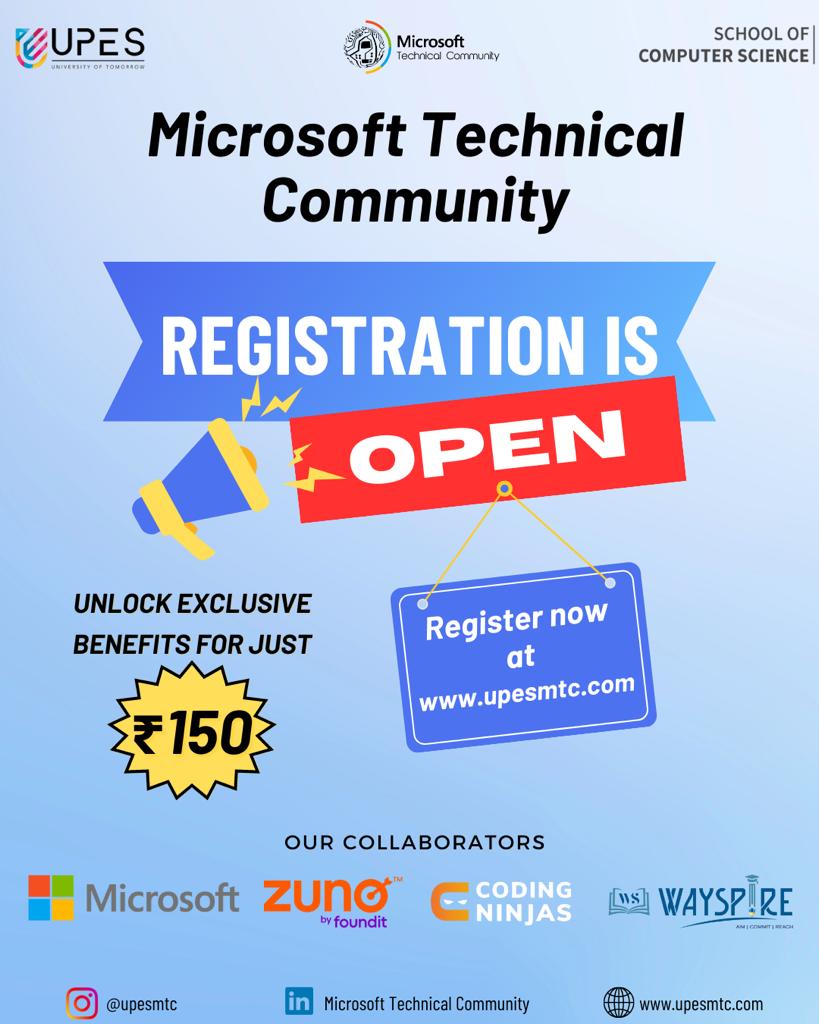 UPES
UNIVERSITY OF TOMORROW
Microsoft
Technical Community
SCHOOL OF
COMPUTER SCIENCE
Microsoft Technical
Community
REGISTRATION IS
OPEN
UNLOCK EXCLUSIVE
BENEFITS FOR JUST
₹150
Register now
at
www.upesmtc.com
OUR COLLABORATORS
Microsoft
ZUNO™
by foundit
CODING
NINJAS
WS
WAYSPIRE
AIM | COMMIT | REACH
@upesmtc
in
Microsoft Technical Community
www.upesmtc.com